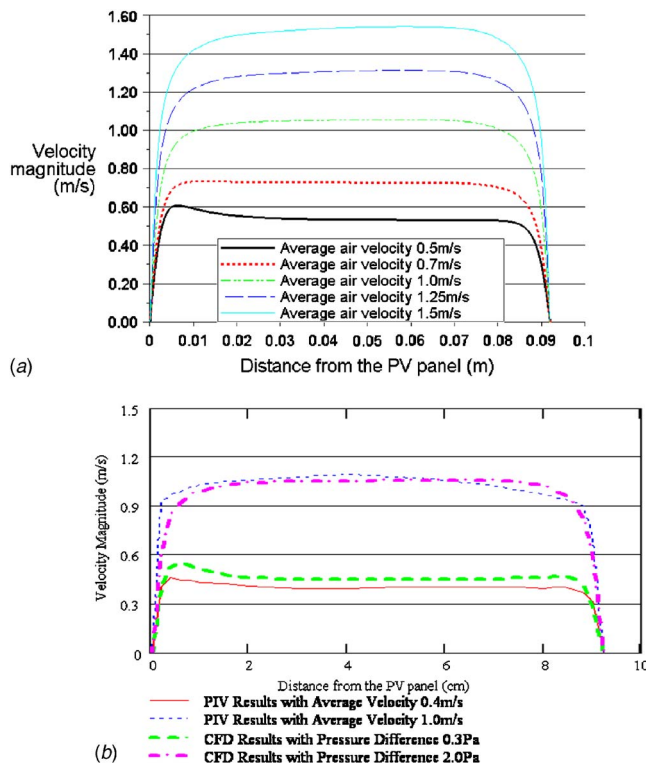 1.60
1.40
1.20
1.00
0.80
0.60
0.40
0.20
0.00
Velocity
magnitude
(m/s)
Average air velocity 0.5m/s
Average air velocity 0.7m/s
Average air velocity 1.0m/s
Average air velocity 1.25m/s
Average air velocity 1.5m/s
0 0.01 0.02 0.03 0.04 0.05 0.06 0.07 0.08 0.09 0.1
Distance from the PV panel (m)
(a)
1.5
1.2
0.9
0.6
0.3
0
Velocity Magnitude (m/s)
0 2 4 6 8 10
Distance from the PV panel (cm)
PIV Results with Average Velocity 0.4m/s
PIV Results with Average Velocity 1.0m/s
CFD Results with Pressure Difference 0.3Pa
CFD Results with Pressure Difference 2.0Pa
(b)